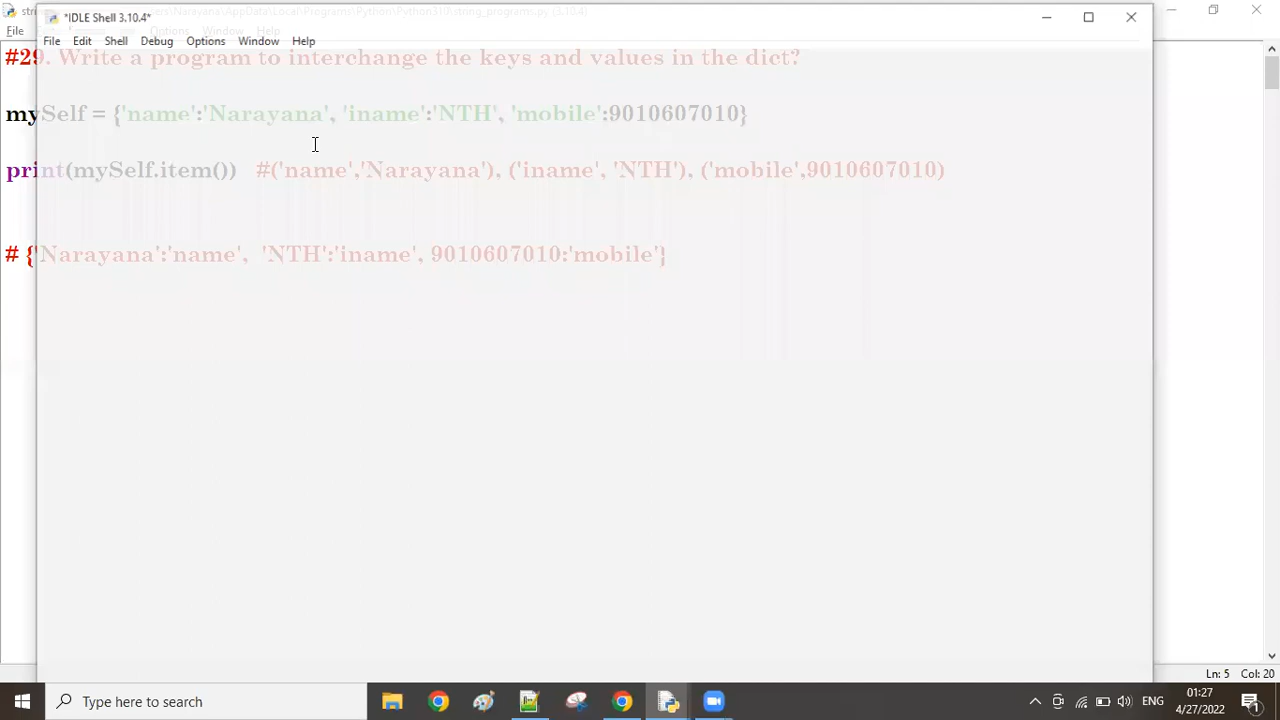 *IDLE Shell 3.10.4*
File Edit Shell Debug Options Window Help
#29. Write a program to interchange the keys and values in the dict?
mySelf = {'name':'Narayana', 'iname':'NTH', 'mobile':9010607010}
print(mySelf.item()) #('name','Narayana'), ('iname', 'NTH'), ('mobile',9010607010)
# {'Narayana':'name', 'NTH':'iname', 9010607010:'mobile'}
Ln: 5 Col: 20
Type here to search
ENG
01:27
4/27/2022
1